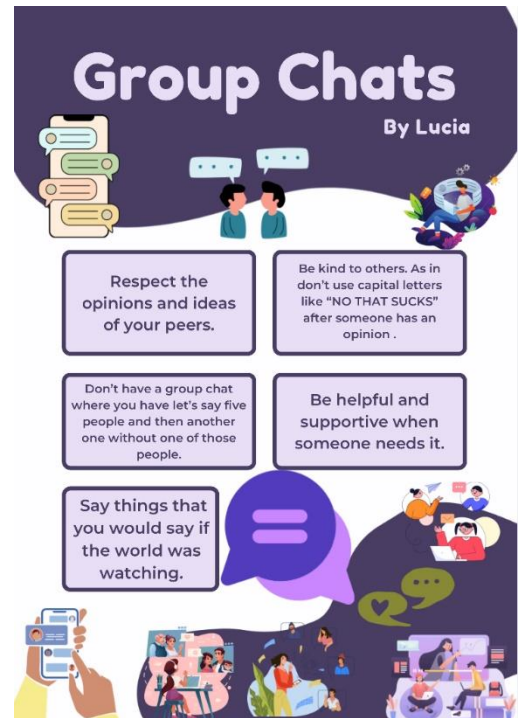 Group Chats
By Lucia
Respect the
opinions and ideas
of your peers.
Be kind to others. As in
don't use capital letters
like "NO THAT SUCKS"
after someone has an
opinion .
Don't have a group chat
where you have let's say five
people and then another
one without one of those
people.
Be helpful and
supportive when
someone needs it.
Say things that
you would say if
the world was
watching.